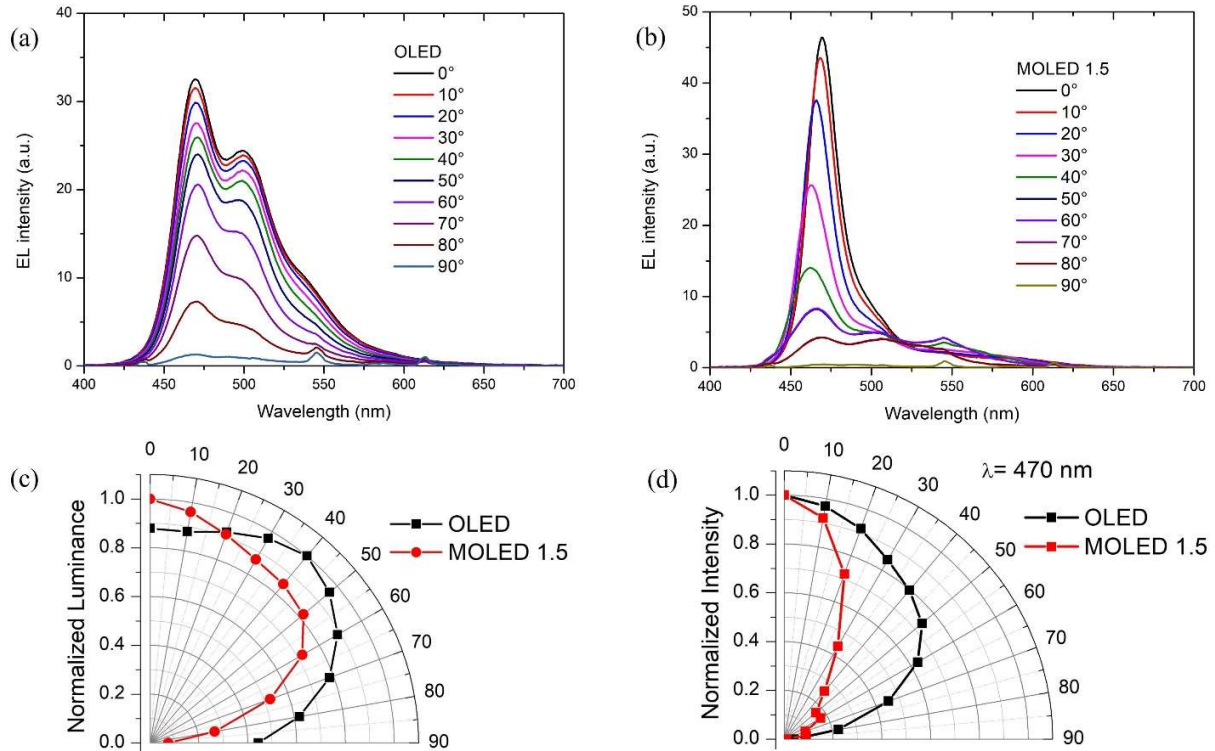 (a)
40
30
20
10
0
EL intensity (a.u.)
OLED
0°
10°
20°
30°
40°
50°
60°
70°
80°
90°
400 450 500 550 600 650 700
Wavelength (nm)
(b)
50
40
30
20
10
0
EL intensity (a.u.)
MOLED 1.5
0°
10°
20°
30°
40°
50°
60°
70°
80°
90°
400 450 500 550 600 650 700
Wavelength (nm)
(c)
0 10 20 30 40 50 60 70 80 90
1.0
0.8
0.6
0.4
0.2
0.0
Normalized Luminance
OLED
MOLED 1.5
(d)
0 10 20 30 40 50 60 70 80 90
λ= 470 nm
1.0
0.8
0.6
0.4
0.2
0.0
Normalized Intensity
OLED
MOLED 1.5